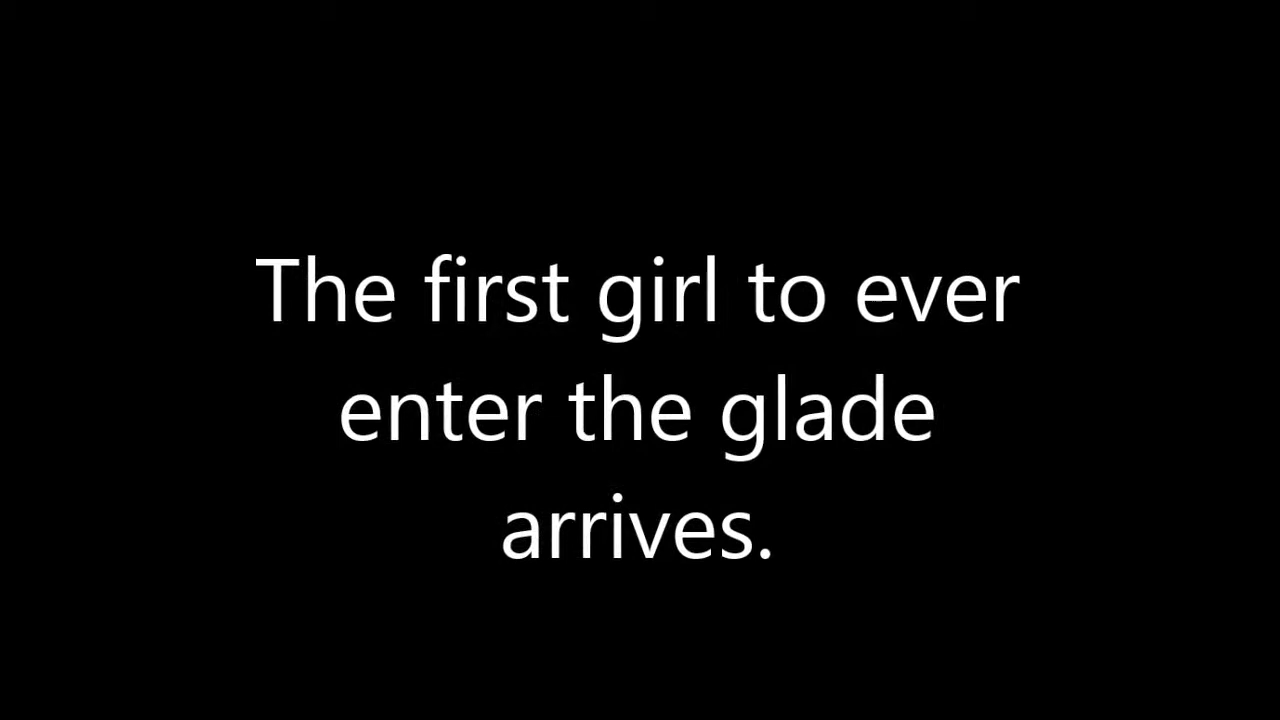 The first girl to ever
enter the glade
arrives.